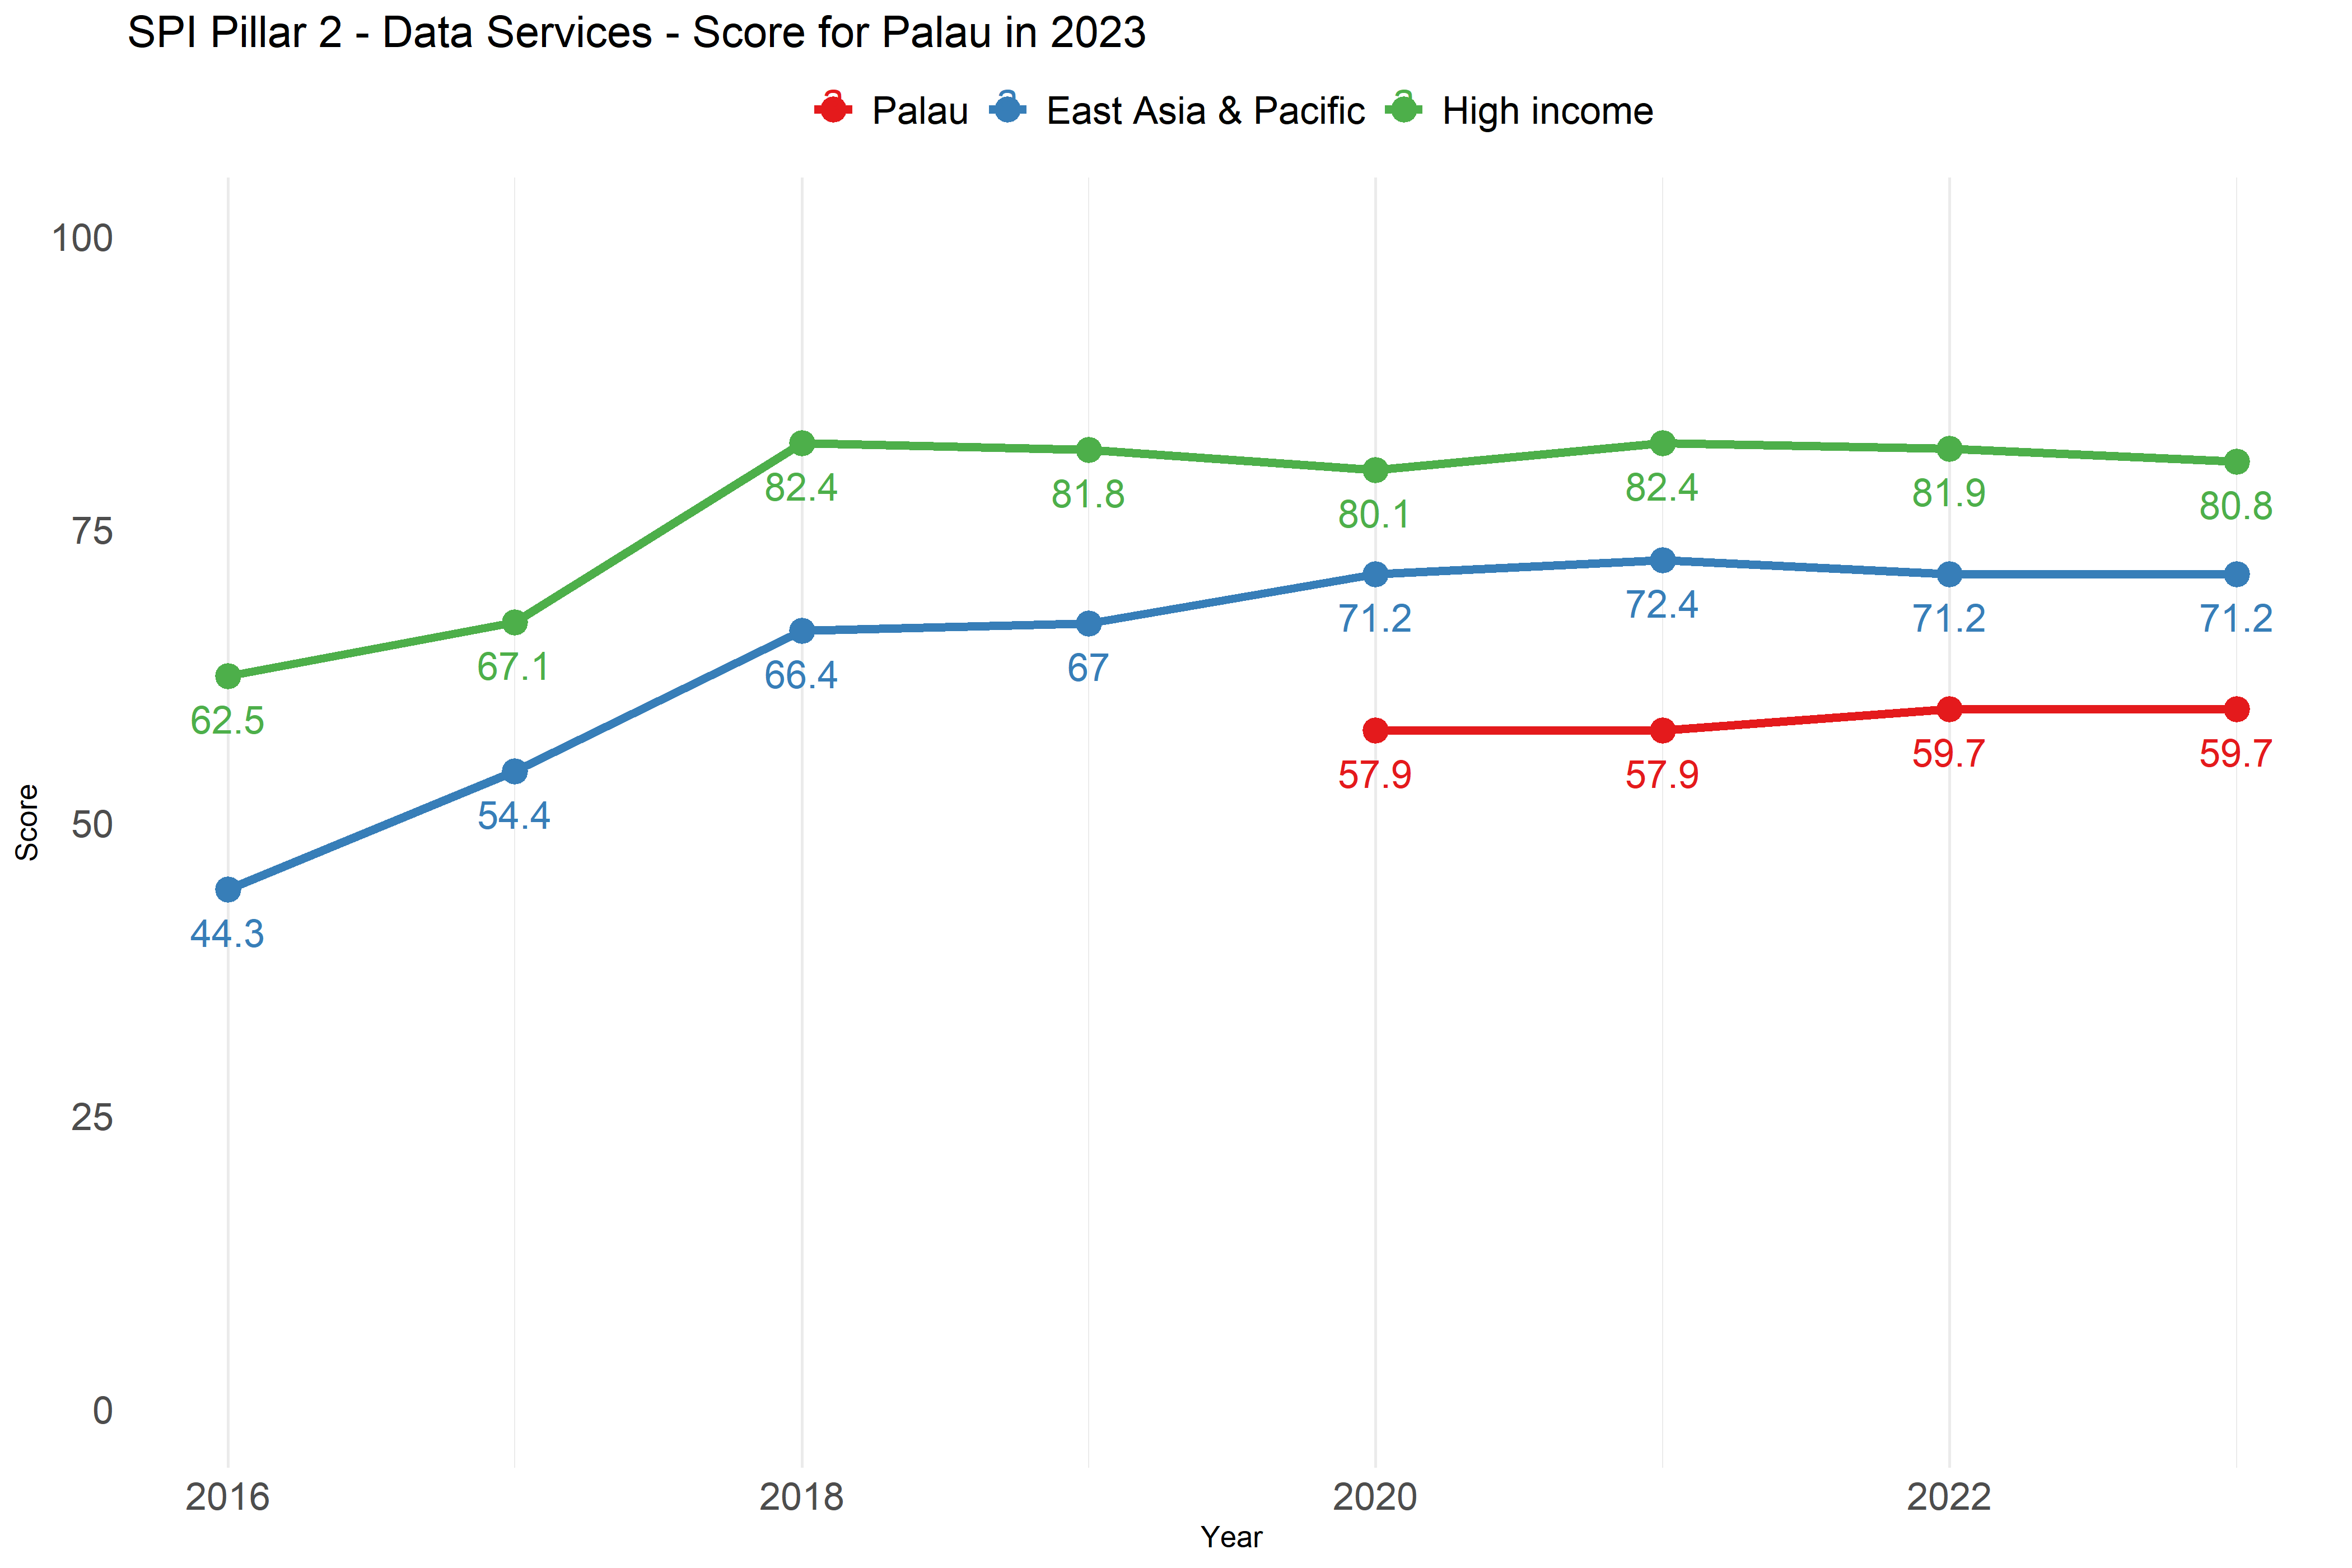 SPI Pillar 2 - Data Services - Score for Palau in 2023
Palau East Asia & Pacific High income
100
75
50
25
0
Score
82.4 81.8 80.1 82.4 81.9 80.8
67.1
62.5
71.2 72.4 71.2 71.2
66.4 67
54.4
44.3
57.9 57.9 59.7 59.7
2016 2018 2020 2022
Year